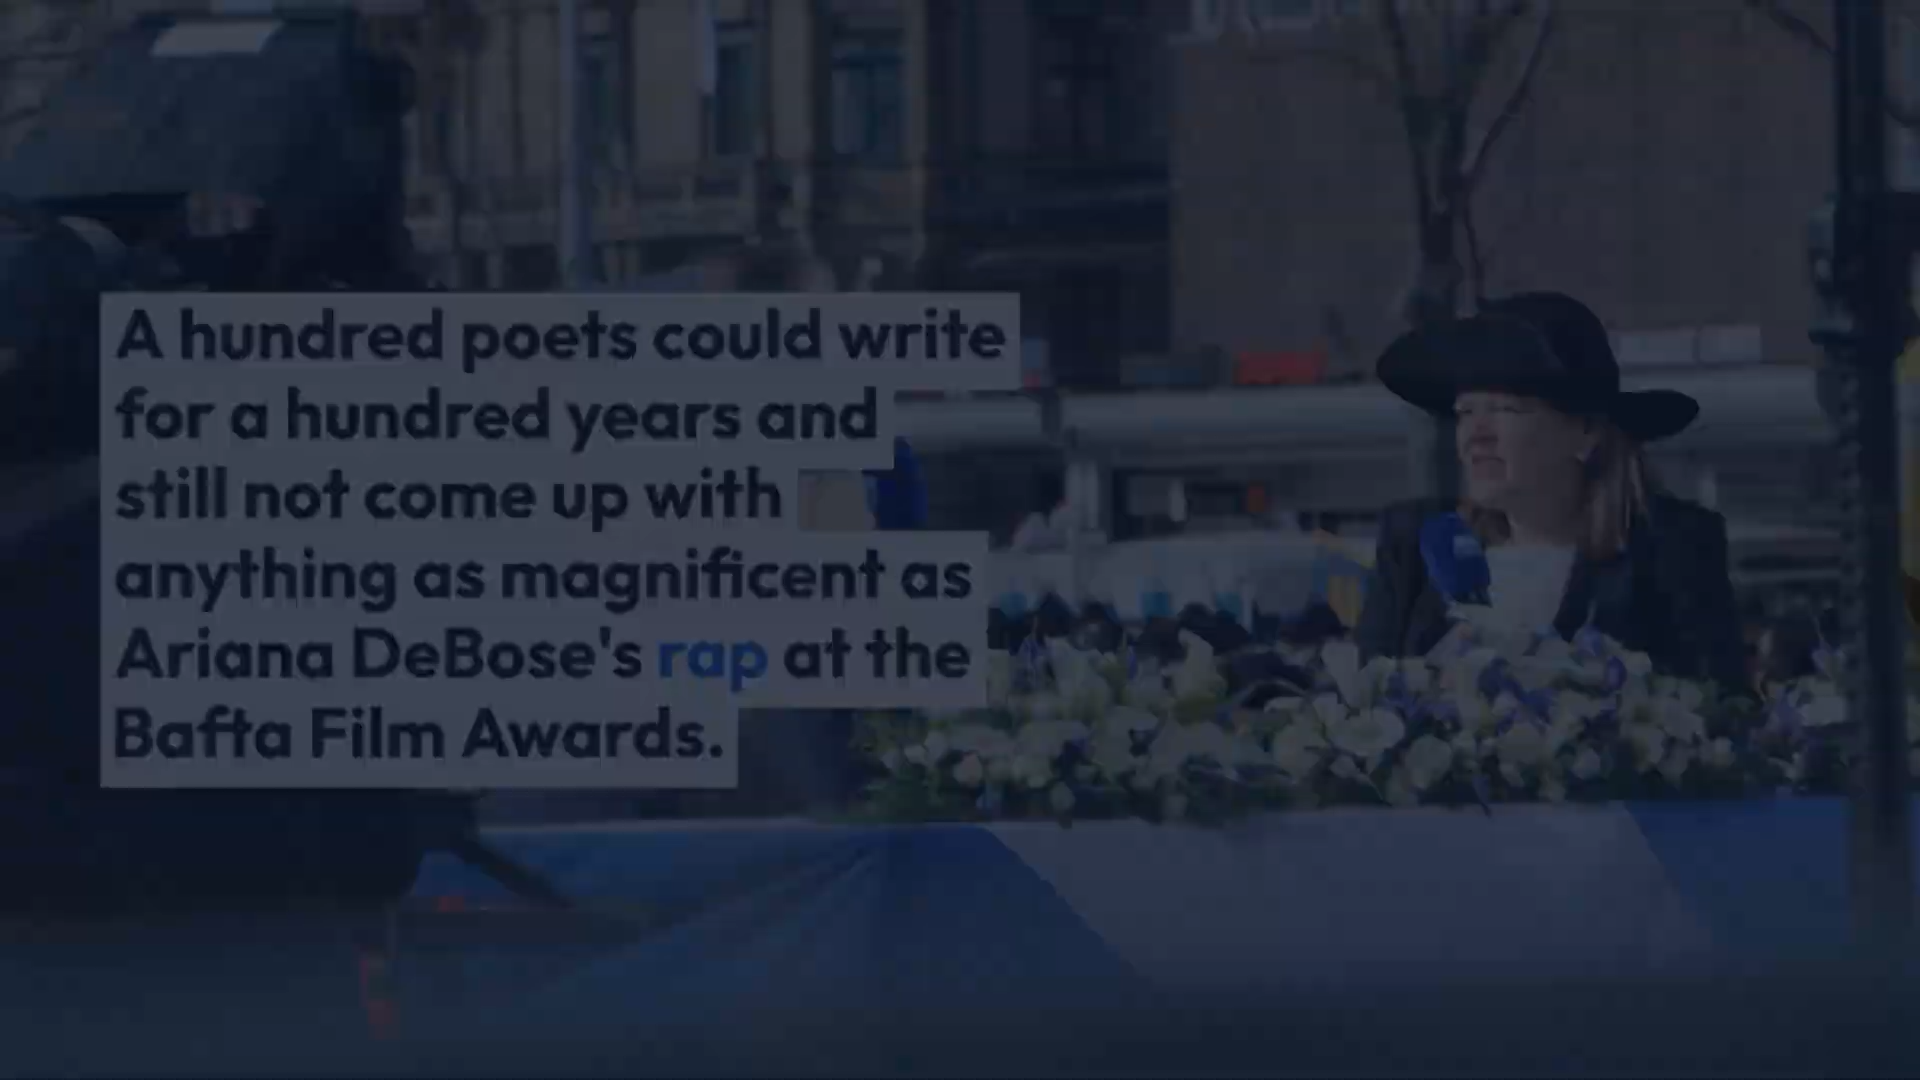 A hundred poets could write
for a hundred years and
still not come up with
anything as magnificent as
Ariana DeBose's rap at the
Bafta Film Awards.